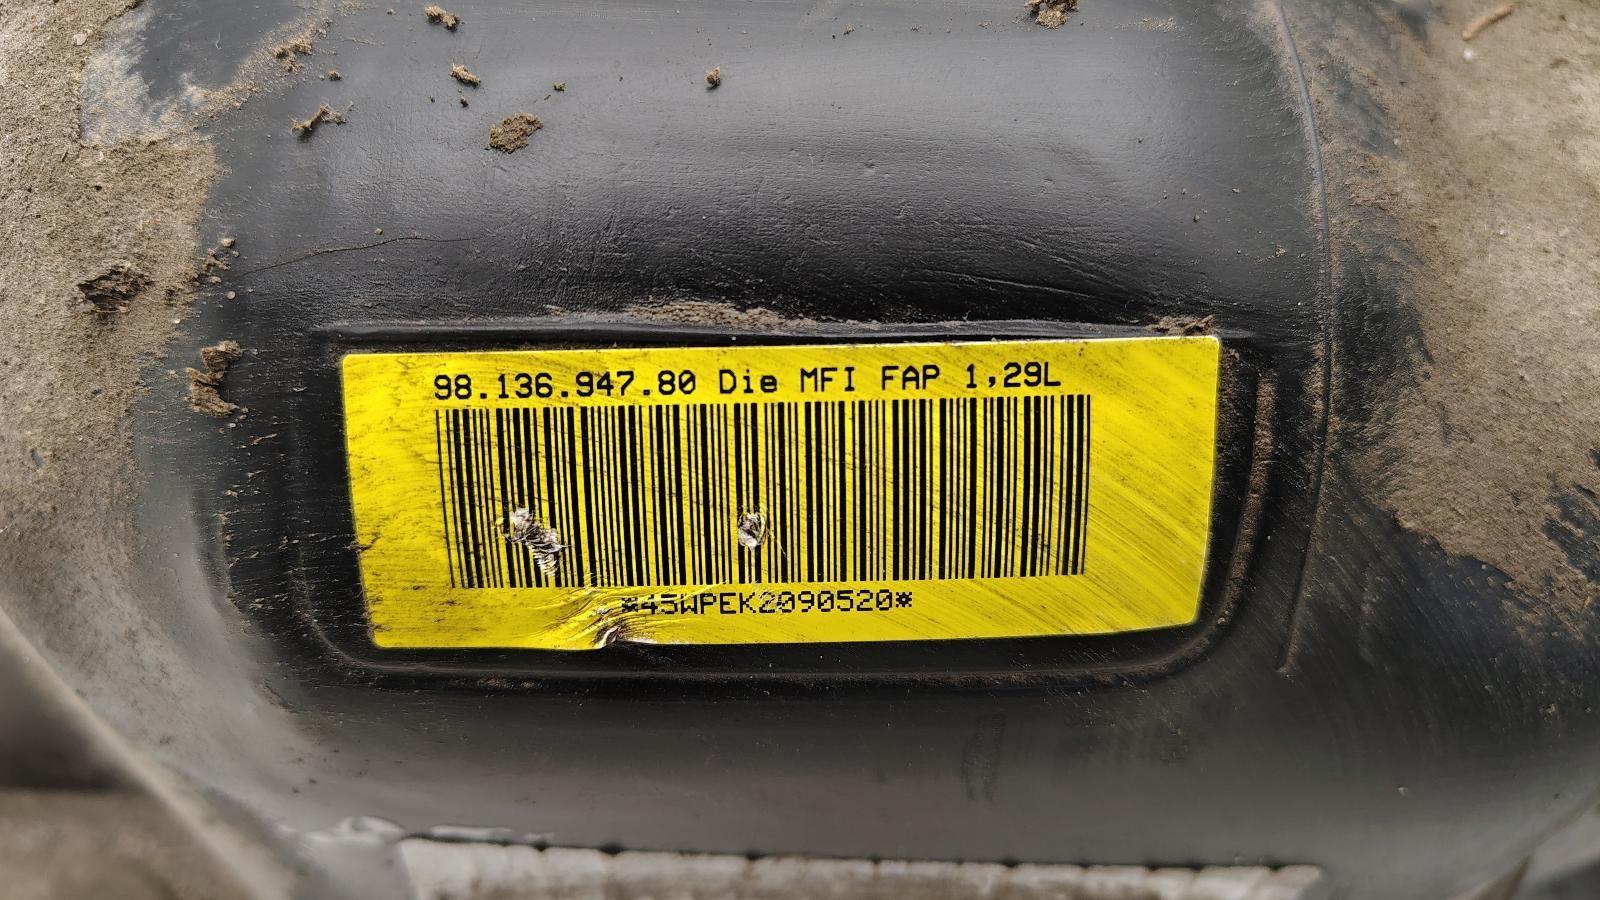 98.136.947.80 Die MFI FAP 1,29L
*45WPEK2090520*